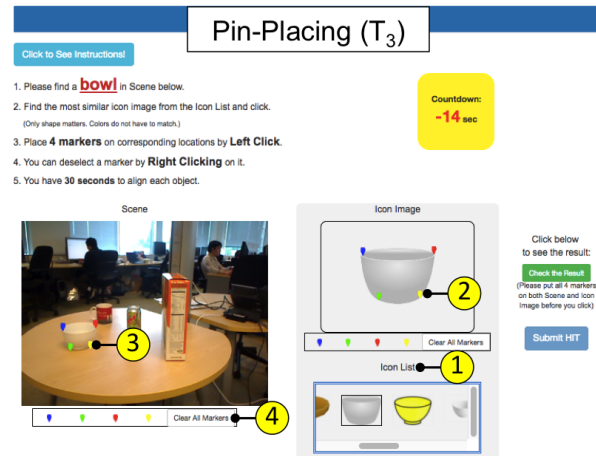 Pin-Placing (T3)
Click to See Instructions!
1. Please find a bowl in Scene below.
2. Find the most similar icon image from the Icon List and click.
(Only shape matters. Colors do not have to match.)
3. Place 4 markers on corresponding locations by Left Click.
4. You can deselect a marker by Right Clicking on it.
5. You have 30 seconds to align each object.
Countdown:
-14 sec
Scene
Icon Image
Click below
to see the result:
Check the Result
(Please put all 4 markers
on both Scene and Icon
Image before you click)
Submit HIT
2
3
Clear All Markers
Icon List
1
Clear All Markers
4